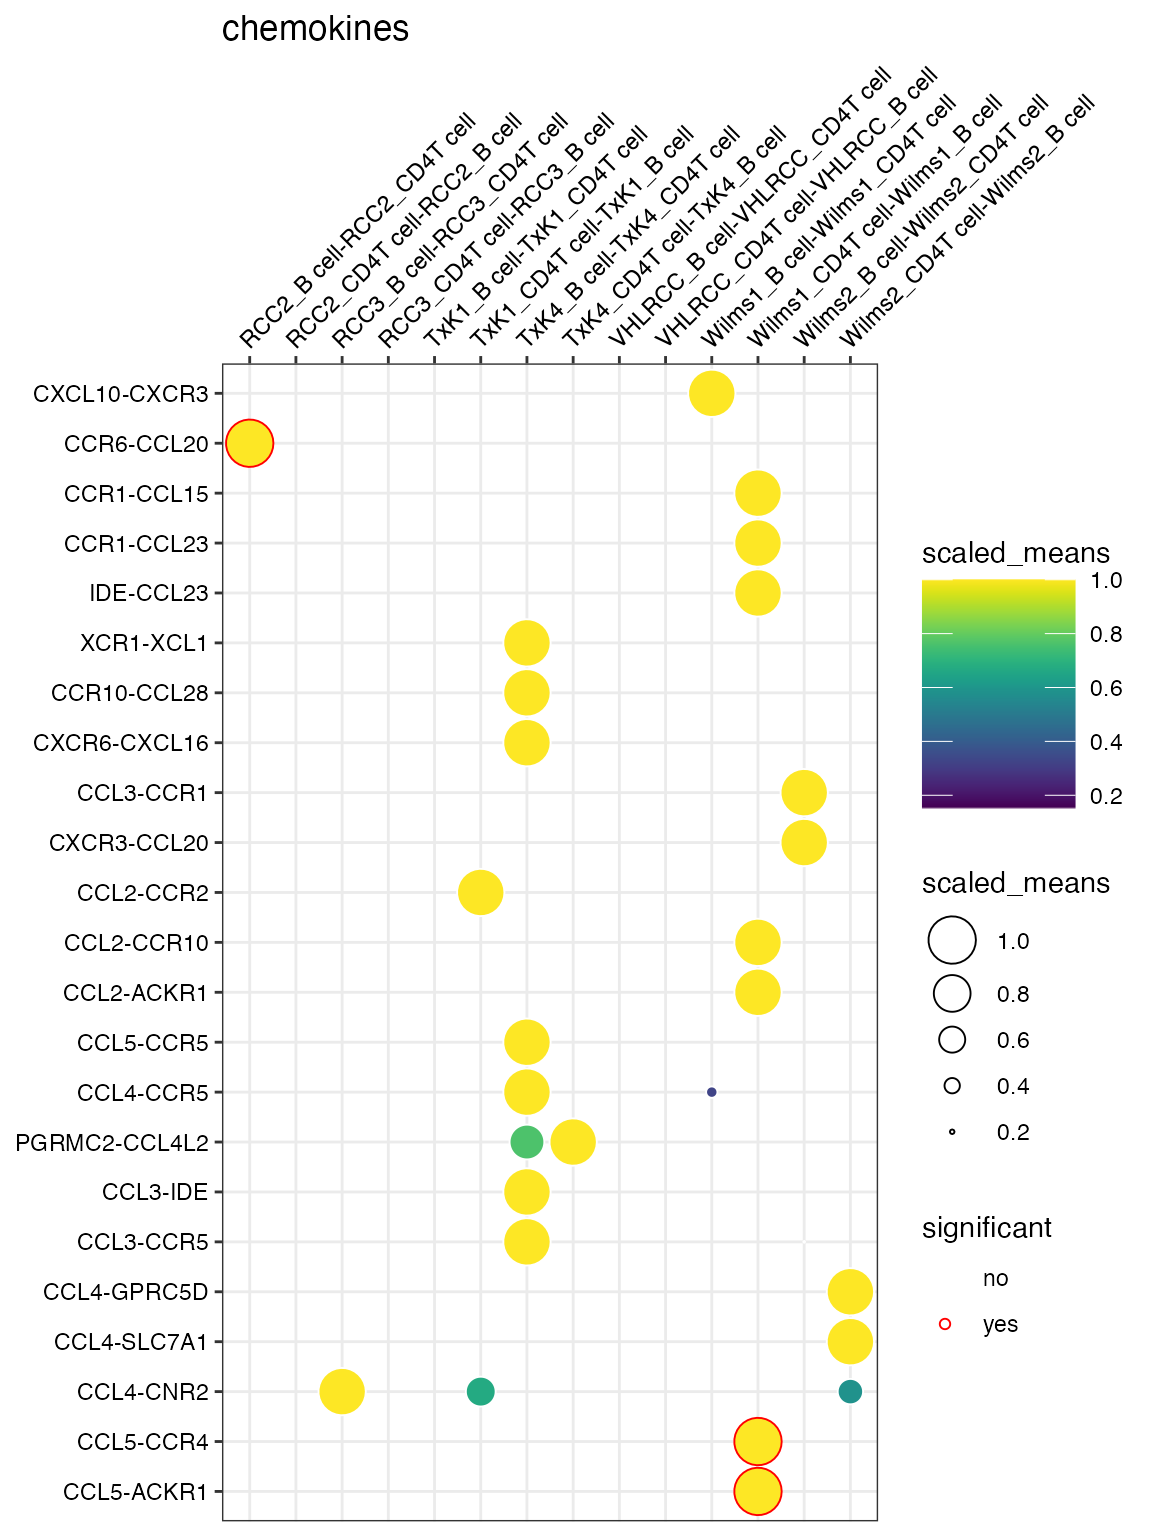 chemokines
RCC2_B cell-RCC2_CD4T cell
RCC2_CD4T cell-RCC2_B cell
RCC3_B cell-RCC3_CD4T cell
RCC3_CD4T cell-RCC3_B cell
TxK1_B cell-TxK1_CD4T cell
TxK1_CD4T cell-TxK1_B cell
TxK4_B cell-TxK4_CD4T cell
TxK4_CD4T cell-TxK4_B cell
VHLRCC_B cell-VHLRCC_CD4T cell
VHLRCC_CD4T cell-VHLRCC_B cell
Wilms1_B cell-Wilms1_CD4T cell
Wilms1_CD4T cell-Wilms1_B cell
Wilms2_B cell-Wilms2_CD4T cell
Wilms2_CD4T cell-Wilms2_B cell
CXCL10-CXCR3
CCR6-CCL20
CCR1-CCL15
CCR1-CCL23
IDE-CCL23
XCR1-XCL1
CCR10-CCL28
CXCR6-CXCL16
CCL3-CCR1
CXCR3-CCL20
CCL2-CCR2
CCL2-CCR10
CCL2-ACKR1
CCL5-CCR5
CCL4-CCR5
PGRMC2-CCL4L2
CCL3-IDE
CCL3-CCR5
CCL4-GPRC5D
CCL4-SLC7A1
CCL4-CNR2
CCL5-CCR4
CCL5-ACKR1
scaled_means
1.0
0.8
0.6
0.4
0.2
scaled_means
1.0
0.8
0.6
0.4
0.2
significant
no
yes